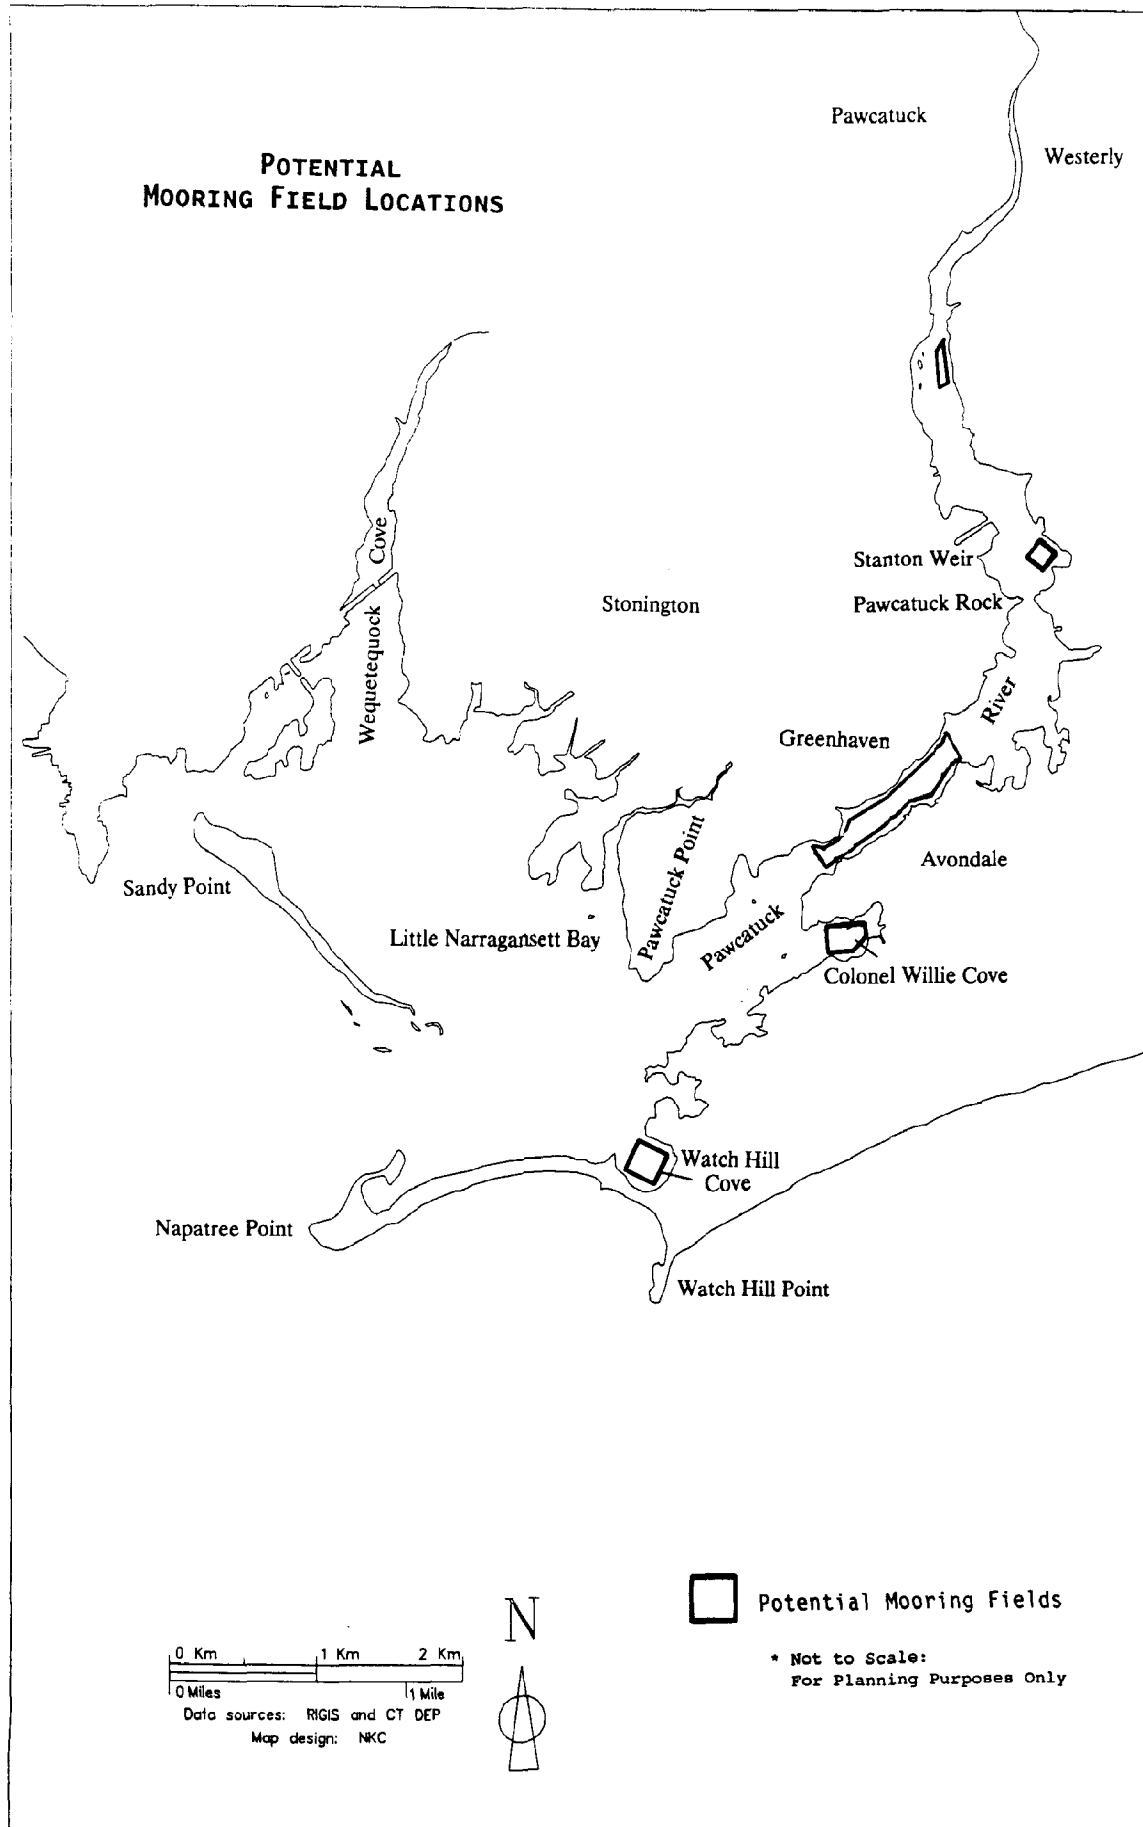 Pawcatuck
Westerly
POTENTIAL
MOORING FIELD LOCATIONS
Cove
Wequetequock
Stonington
Stanton Weir
Pawcatuck Rock
River
Greenhaven
Avondale
Sandy Point
Pawcatuck Point
Little Narragansett Bay
Pawcatuck
Colonel Willie Cove
Watch Hill
Cove
Napatree Point
Watch Hill Point
N
Potential Mooring Fields
* Not to Scale:
For Planning Purposes Only
0 Km 1 Km 2 Km
0 Miles 1 Mile
Data sources: RIGIS and CT DEP
Map design: NKC